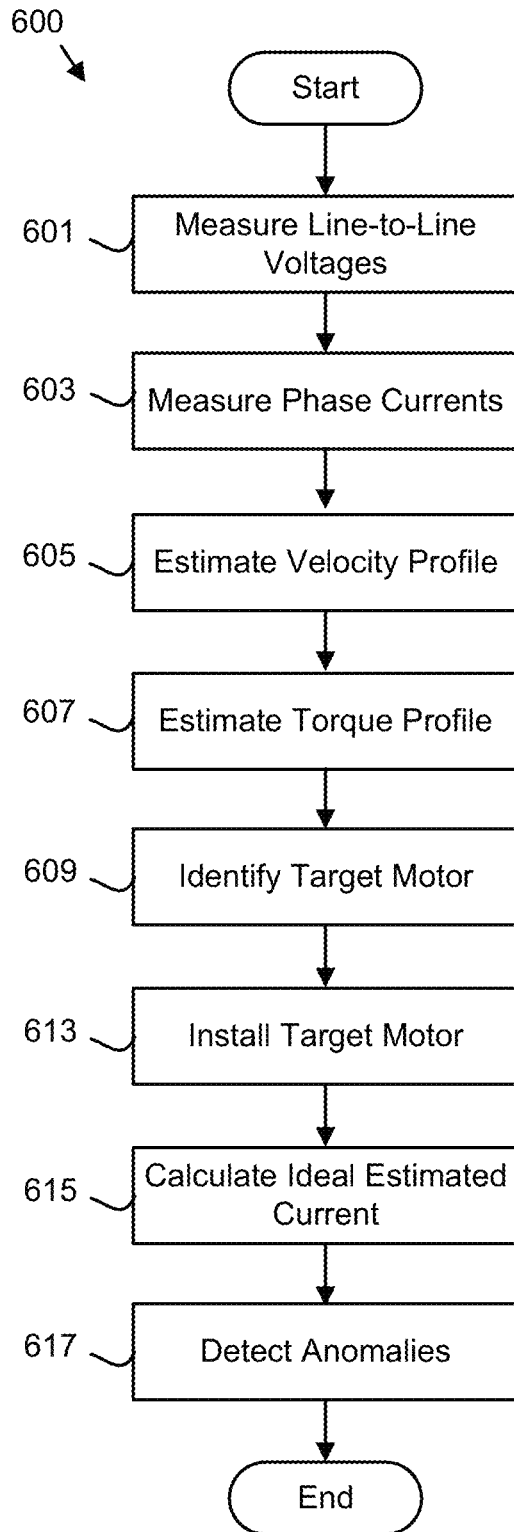 600
Start
601
Measure Line-to-Line
Voltages
603
Measure Phase Currents
605
Estimate Velocity Profile
607
Estimate Torque Profile
609
Identify Target Motor
613
Install Target Motor
615
Calculate Ideal Estimated
Current
617
Detect Anomalies
End